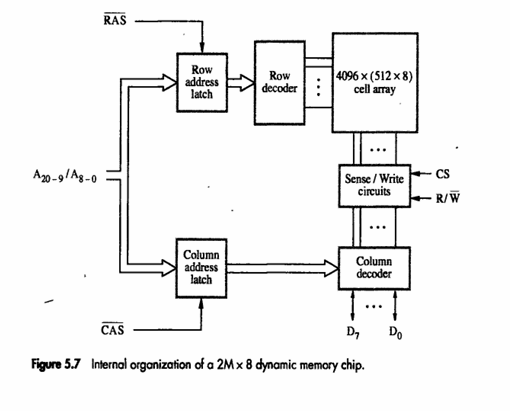 RAS
Row
address
latch
Row
decoder
4096 × (512 × 8)
cell array
A20 – 9 / A8 – 0
Sense / Write
circuits
CS
R/W̅
Column
address
latch
Column
decoder
CAS
D7
D0
Figure 5.7 Internal organization of a 2M × 8 dynamic memory chip.